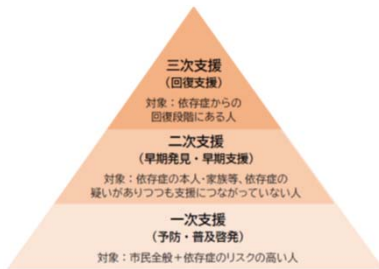 三次支援
（回復支援）
対象：依存症からの
回復段階にある人
二次支援
（早期発見・早期支援）
対象：依存症の本人・家族等、依存症の
疑いがありつつも支援につながっていない人
一次支援
（予防・普及啓発）
対象：市民全般＋依存症のリスクの高い人